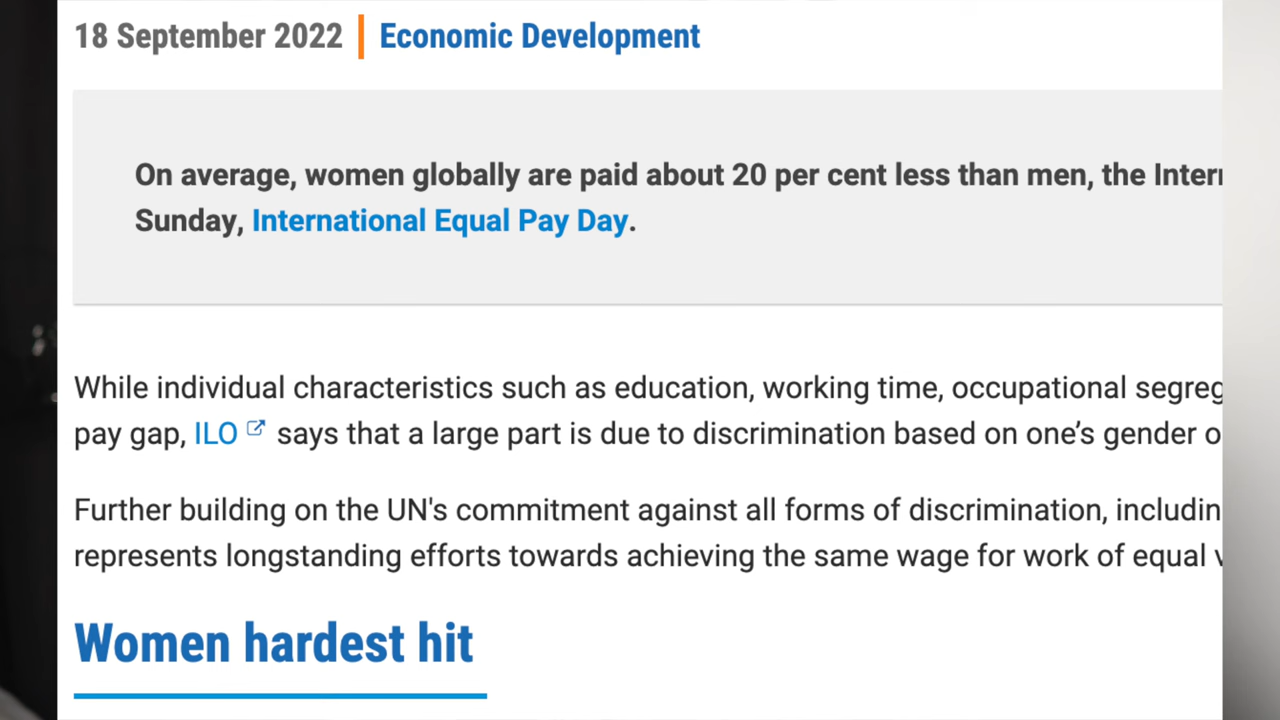 18 September 2022 | Economic Development
On average, women globally are paid about 20 per cent less than men, the
Sunday, International Equal Pay Day.
While individual characteristics such as education, working time, occupational
pay gap, ILO says that a large part is due to discrimination based on one’s gender
Further building on the UN's commitment against all forms of discrimination,
represents longstanding efforts towards achieving the same wage for work of equal
Women hardest hit